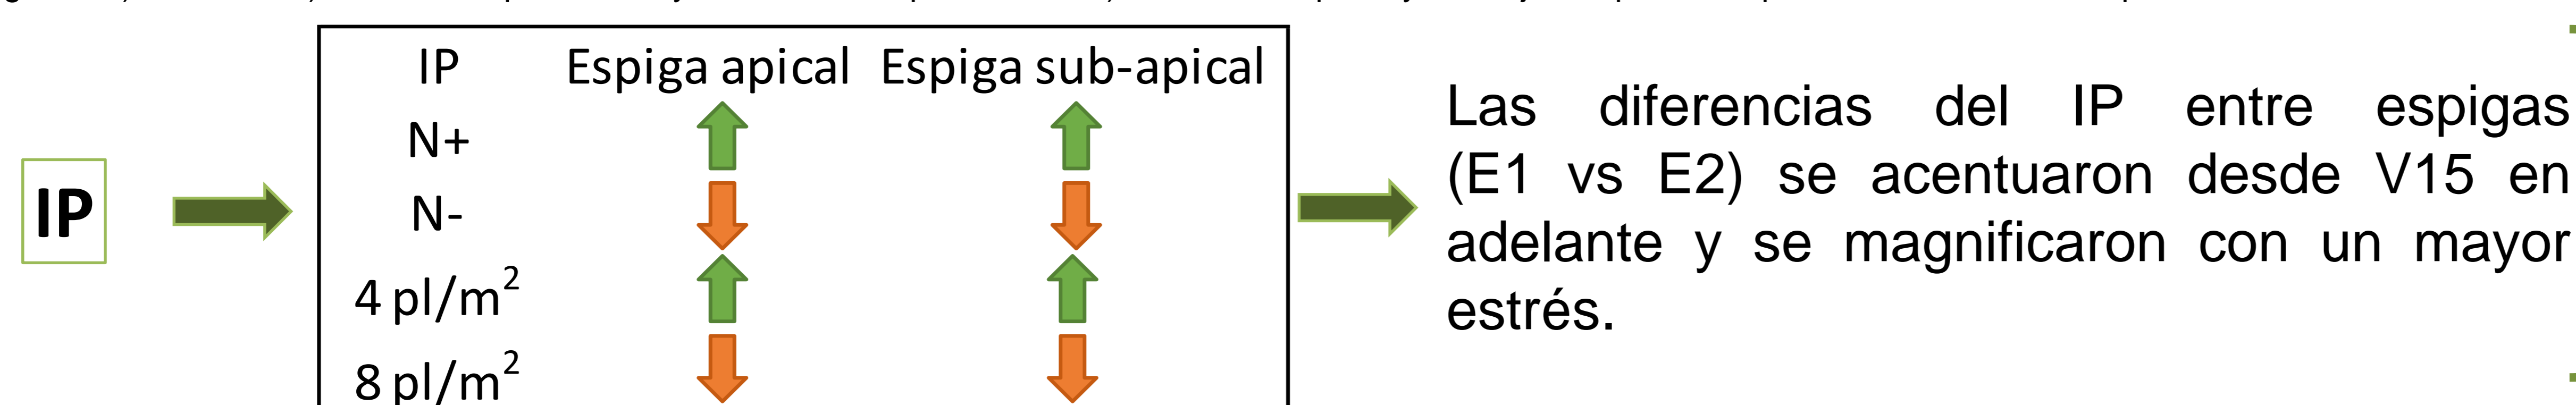 IP
IP Espiga apical Espiga sub-apical
N+
N-
4 pl/m²
8 pl/m²
Las diferencias del IP entre espigas
(E1 vs E2) se acentuaron desde V15 en
adelante y se magnificaron con un mayor
estrés.